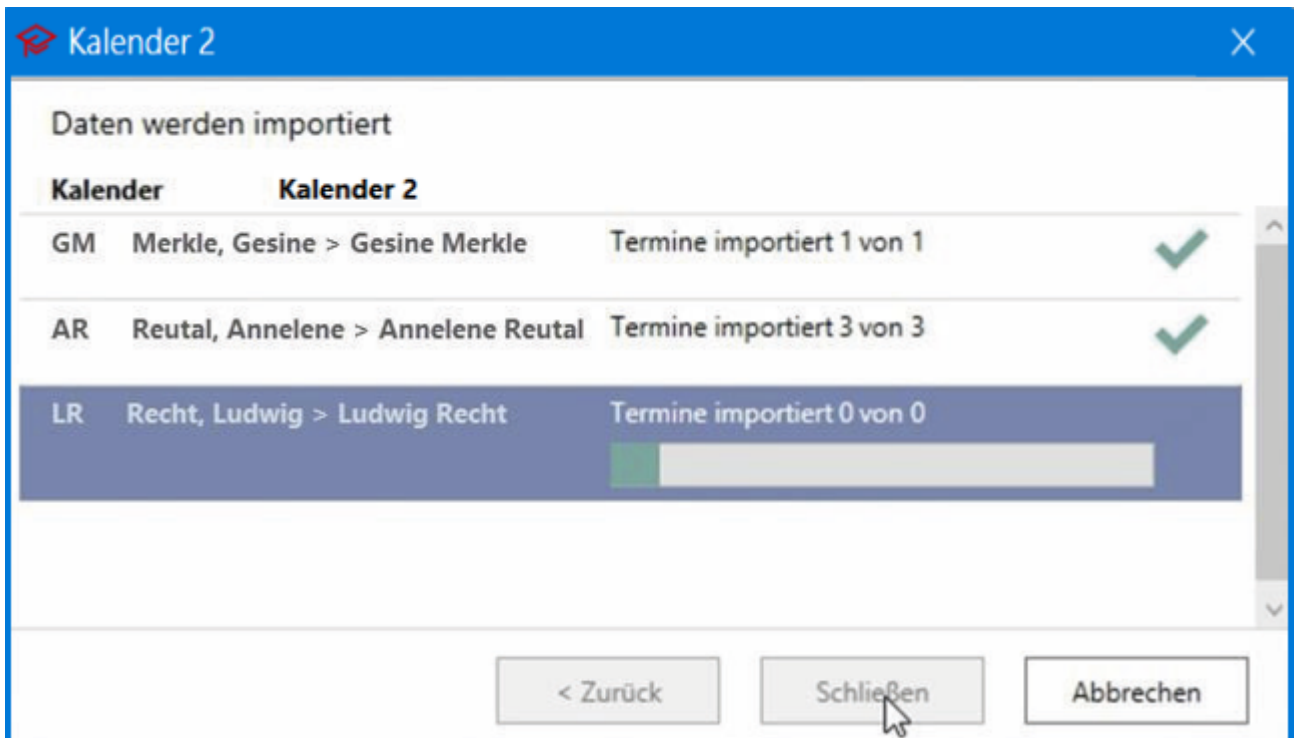 Kalender 2
Daten werden importiert
Kalender Kalender 2
GM Merkle, Gesine > Gesine Merkle Termine importiert 1 von 1
AR Reutal, Annelene > Annelene Reutal Termine importiert 3 von 3
LR Recht, Ludwig > Ludwig Recht Termine importiert 0 von 0
< Zurück Schließen Abbrechen